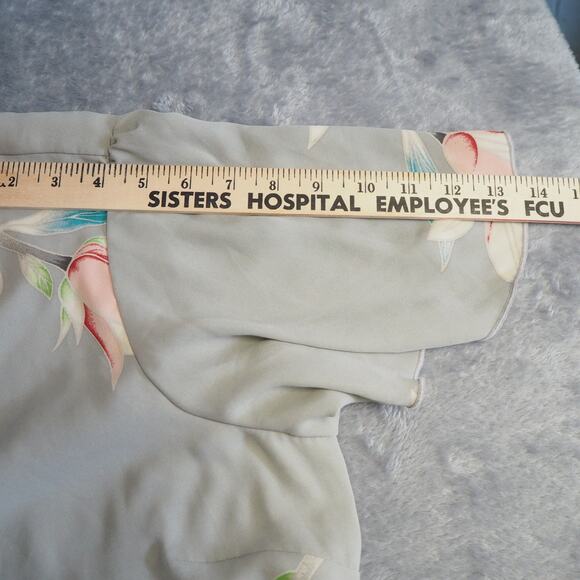 2 3 4 5 6 7 8 9 10 11 12 13 14
SISTERS HOSPITAL EMPLOYEE'S FCU